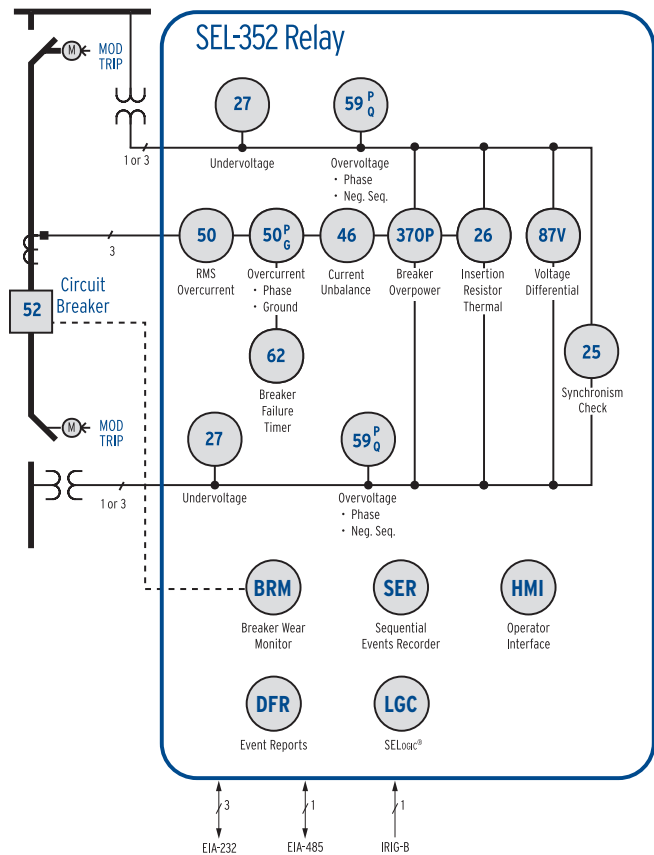 SEL-352 Relay
M
MOD
TRIP
27
59 P
Q
1 or 3
Undervoltage
Overvoltage
· Phase
· Neg. Seq.
3
50
50 P
G
46
37OP
26
87V
RMS
Overcurrent
Overcurrent
· Phase
· Ground
Current
Unbalance
Breaker
Overpower
Insertion
Resistor
Thermal
Voltage
Differential
52
Circuit
Breaker
62
Breaker
Failure
Timer
25
Synchronism
Check
M
MOD
TRIP
27
59 P
Q
1 or 3
Undervoltage
Overvoltage
· Phase
· Neg. Seq.
BRM
SER
HMI
Breaker Wear
Monitor
Sequential
Events Recorder
Operator
Interface
DFR
LGC
Event Reports
SELOGIC®
3
1
1
EIA-232
EIA-485
IRIG-B